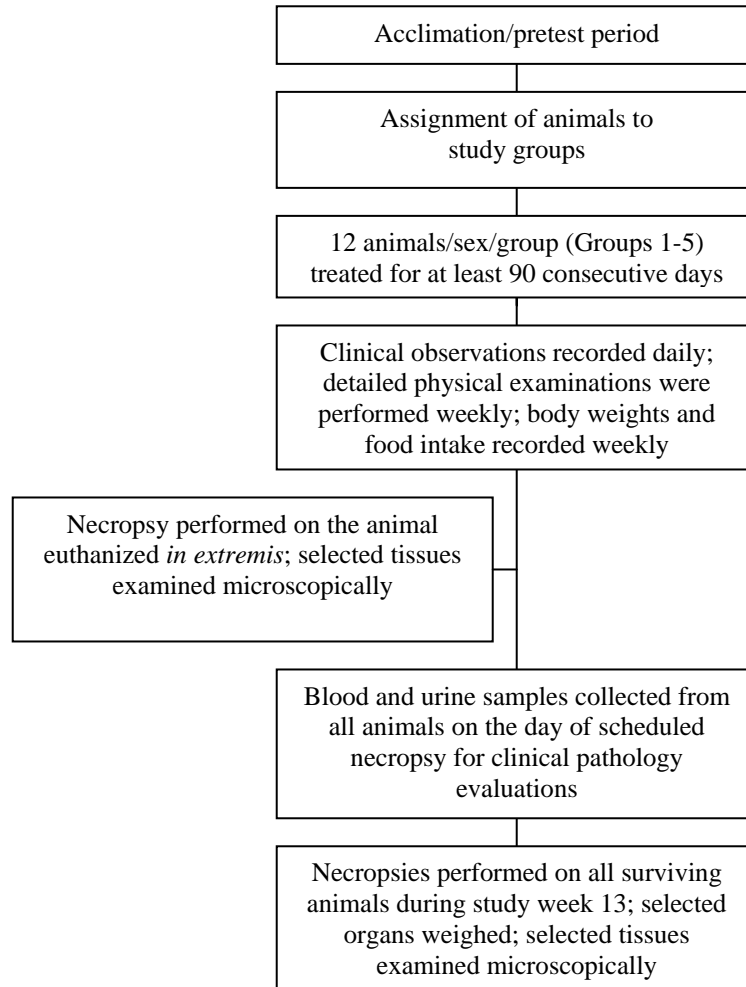 Acclimation/pretest period
Assignment of animals to
study groups
12 animals/sex/group (Groups 1-5)
treated for at least 90 consecutive days
Clinical observations recorded daily;
detailed physical examinations were
performed weekly; body weights and
food intake recorded weekly
Necropsy performed on the animal
euthanized in extremis; selected tissues
examined microscopically
Blood and urine samples collected from
all animals on the day of scheduled
necropsy for clinical pathology
evaluations
Necropsies performed on all surviving
animals during study week 13; selected
organs weighed; selected tissues
examined microscopically